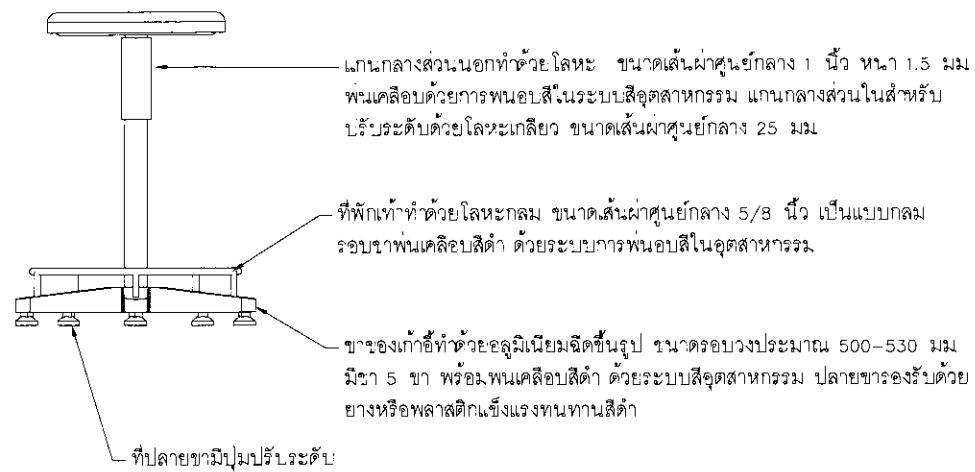 แกนกลางส่วนนอกทำด้วยโลหะ ขนาดเส้นผ่าศูนย์กลาง 1 นิ้ว หนา 1.5 มม
พ่นเคลือบด้วยการพ่นอบสีในระบบสีอุตสาหกรรม แกนกลางส่วนในสำหรับ
ปรับระดับด้วยโลหะเกลียว ขนาดเส้นผ่าศูนย์กลาง 25 มม
ที่พักเท้าทำด้วยโลหะกลม ขนาดเส้นผ่าศูนย์กลาง 5/8 นิ้ว เป็นแบบกลม
รอบขาพ่นเคลือบสีดำ ด้วยระบบการพ่นอบสีในอุตสาหกรรม
ขาของเก้าอี้ทำด้วยอลูมิเนียมฉีดขึ้นรูป ขนาดรอบวงประมาณ 500-530 มม
มีขา 5 ขา พร้อมพ่นเคลือบสีดำ ด้วยระบบสีอุตสาหกรรม ปลายขารองรับด้วย
ยางหรือพลาสติกแข็งแรงทนทานสีดำ
ที่ปลายขามีปุ่มปรับระดับ